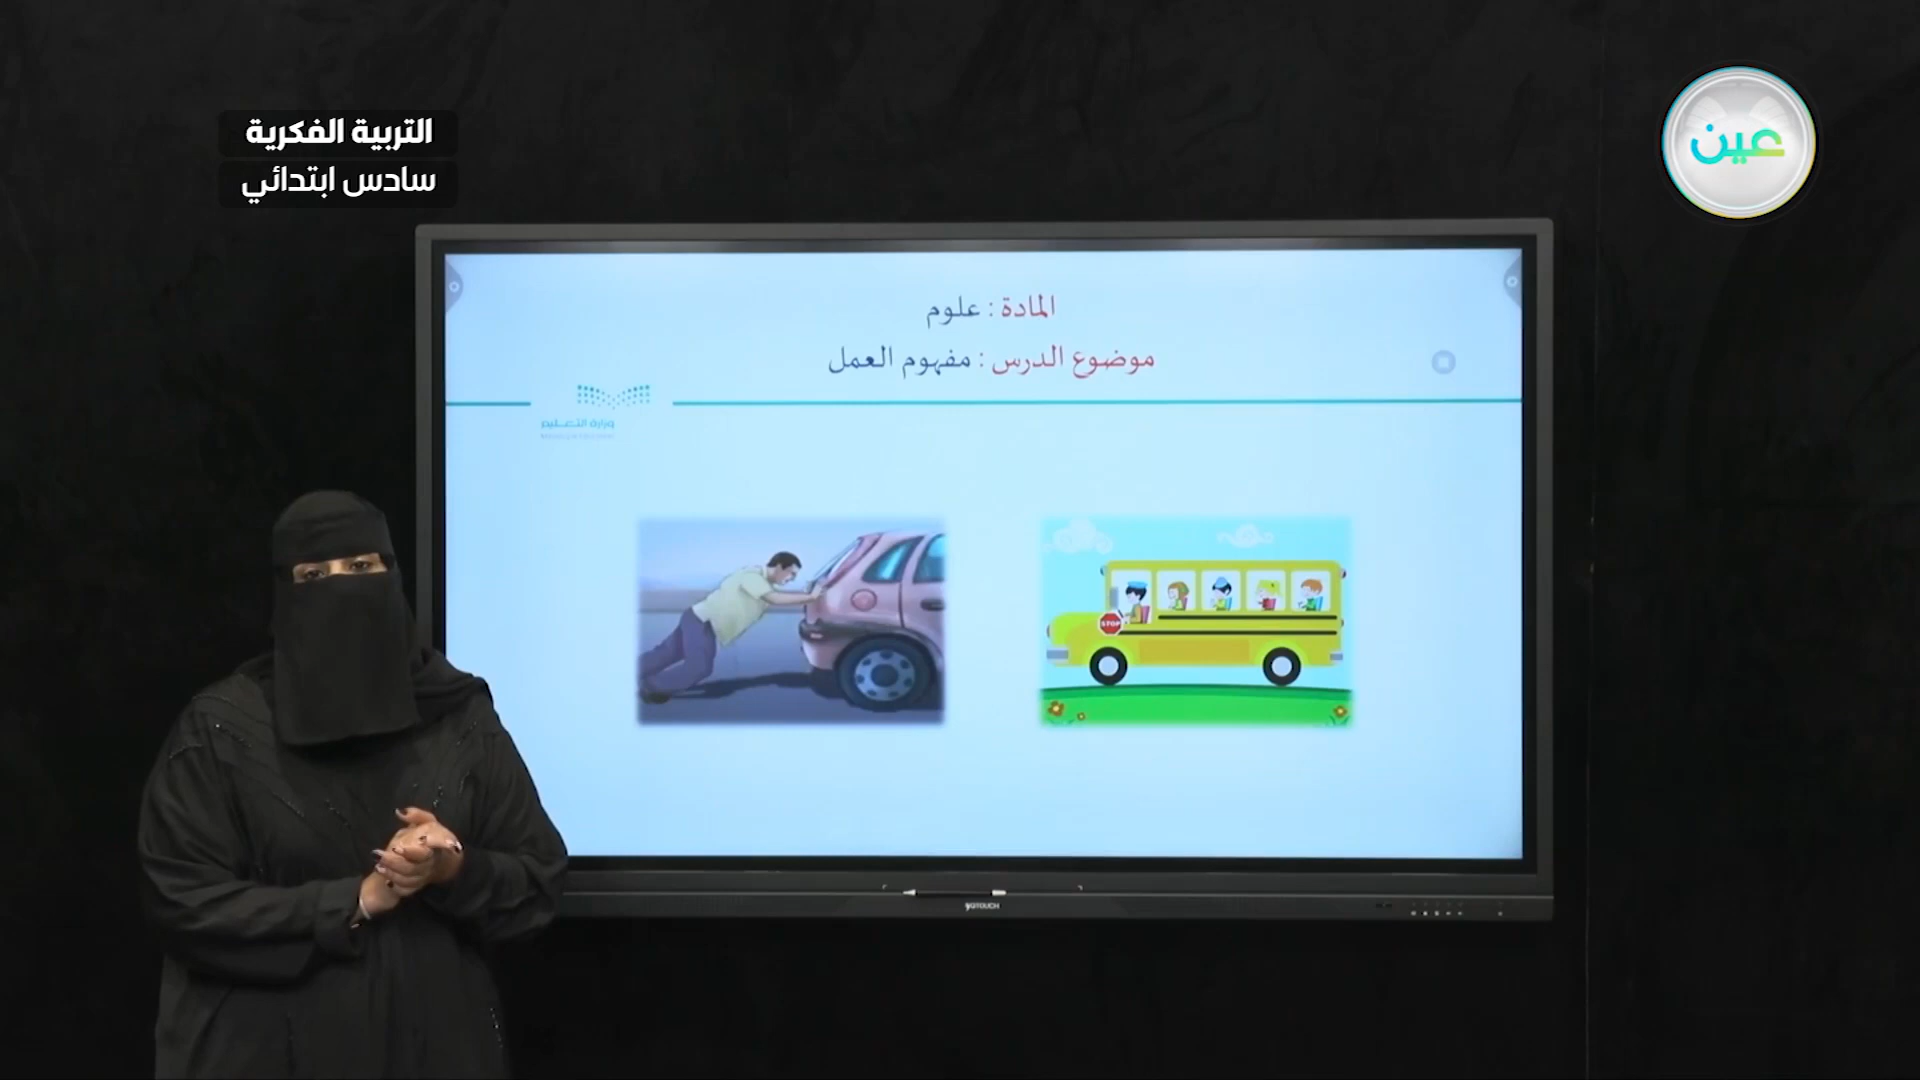 التربية الفكرية
سادس ابتدائي
عين
المادة : علوم
موضوع الدرس : مفهوم العمل
وزارة التعليم
STOP